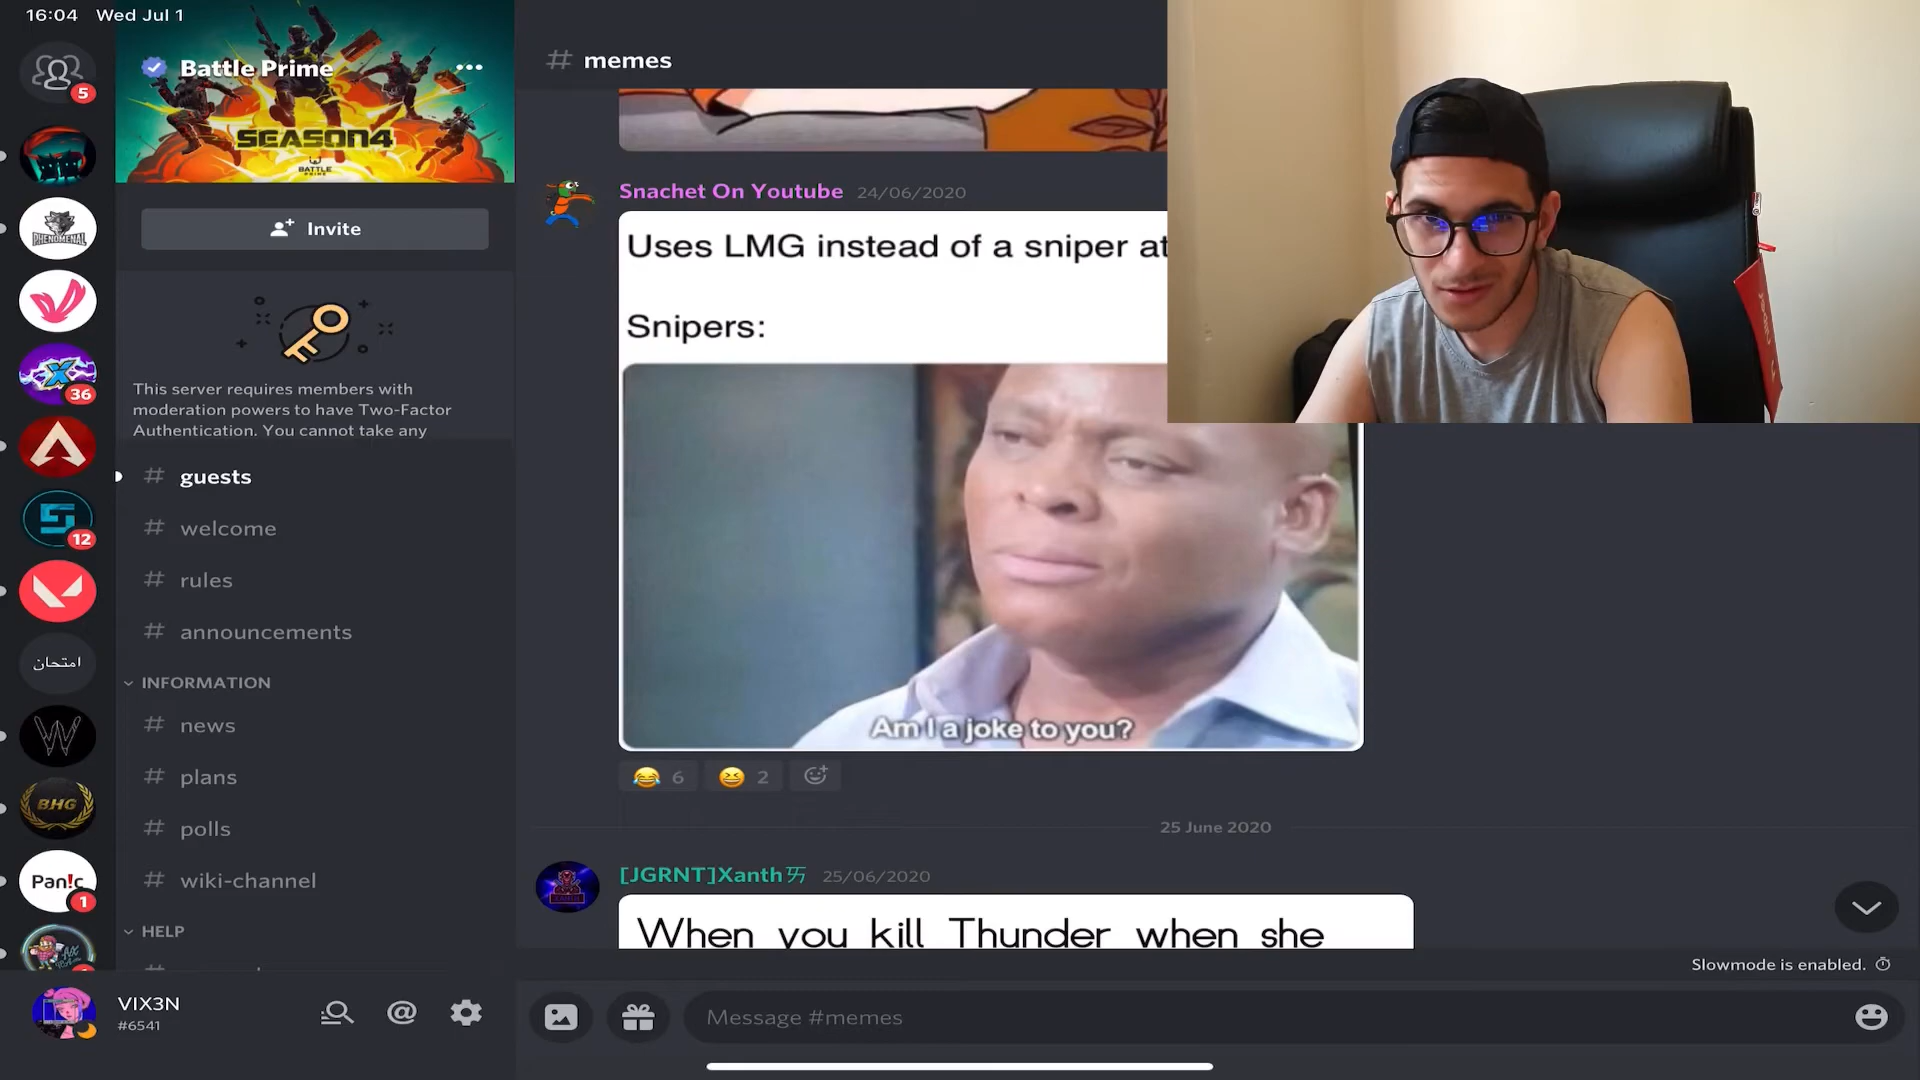 16:04 Wed Jul 1
5
Battle Prime
SEASON4
BATTLE
PRIME
Invite
This server requires members with
moderation powers to have Two-Factor
Authentication. You cannot take any
guests
welcome
rules
announcements
INFORMATION
news
plans
polls
wiki-channel
HELP
PHENOMENAL
36
12
امتحان
W
BHG
Pan!c
1
VIX3N
#6541
# memes
Snachet On Youtube 24/06/2020
Uses LMG instead of a sniper at
Snipers:
Am I a joke to you?
6 2
25 June 2020
[JGRNT]Xanth 25/06/2020
When you kill Thunder when she
Slowmode is enabled.
Message #memes